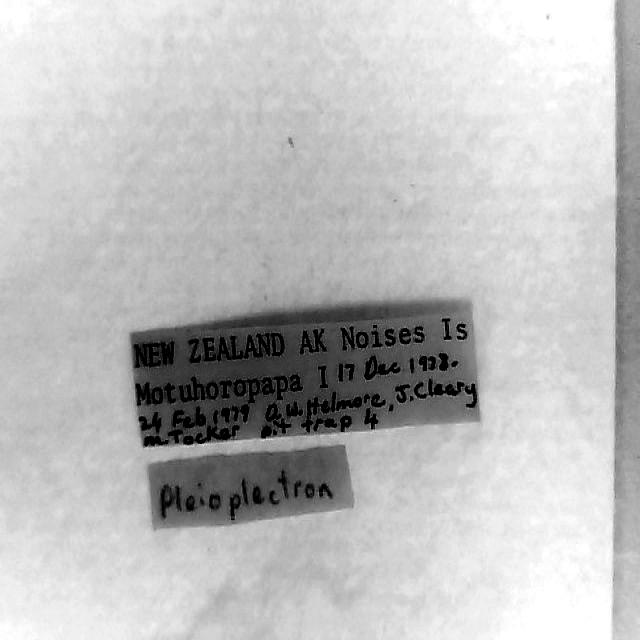 NEW ZEALAND AK Noises Is
Motuhoropapa I 17 Dec 1978-
24 Feb 1979 D.W. Helmore, J. Cleary
M. Tocker pit trap 4
Pleioplectron